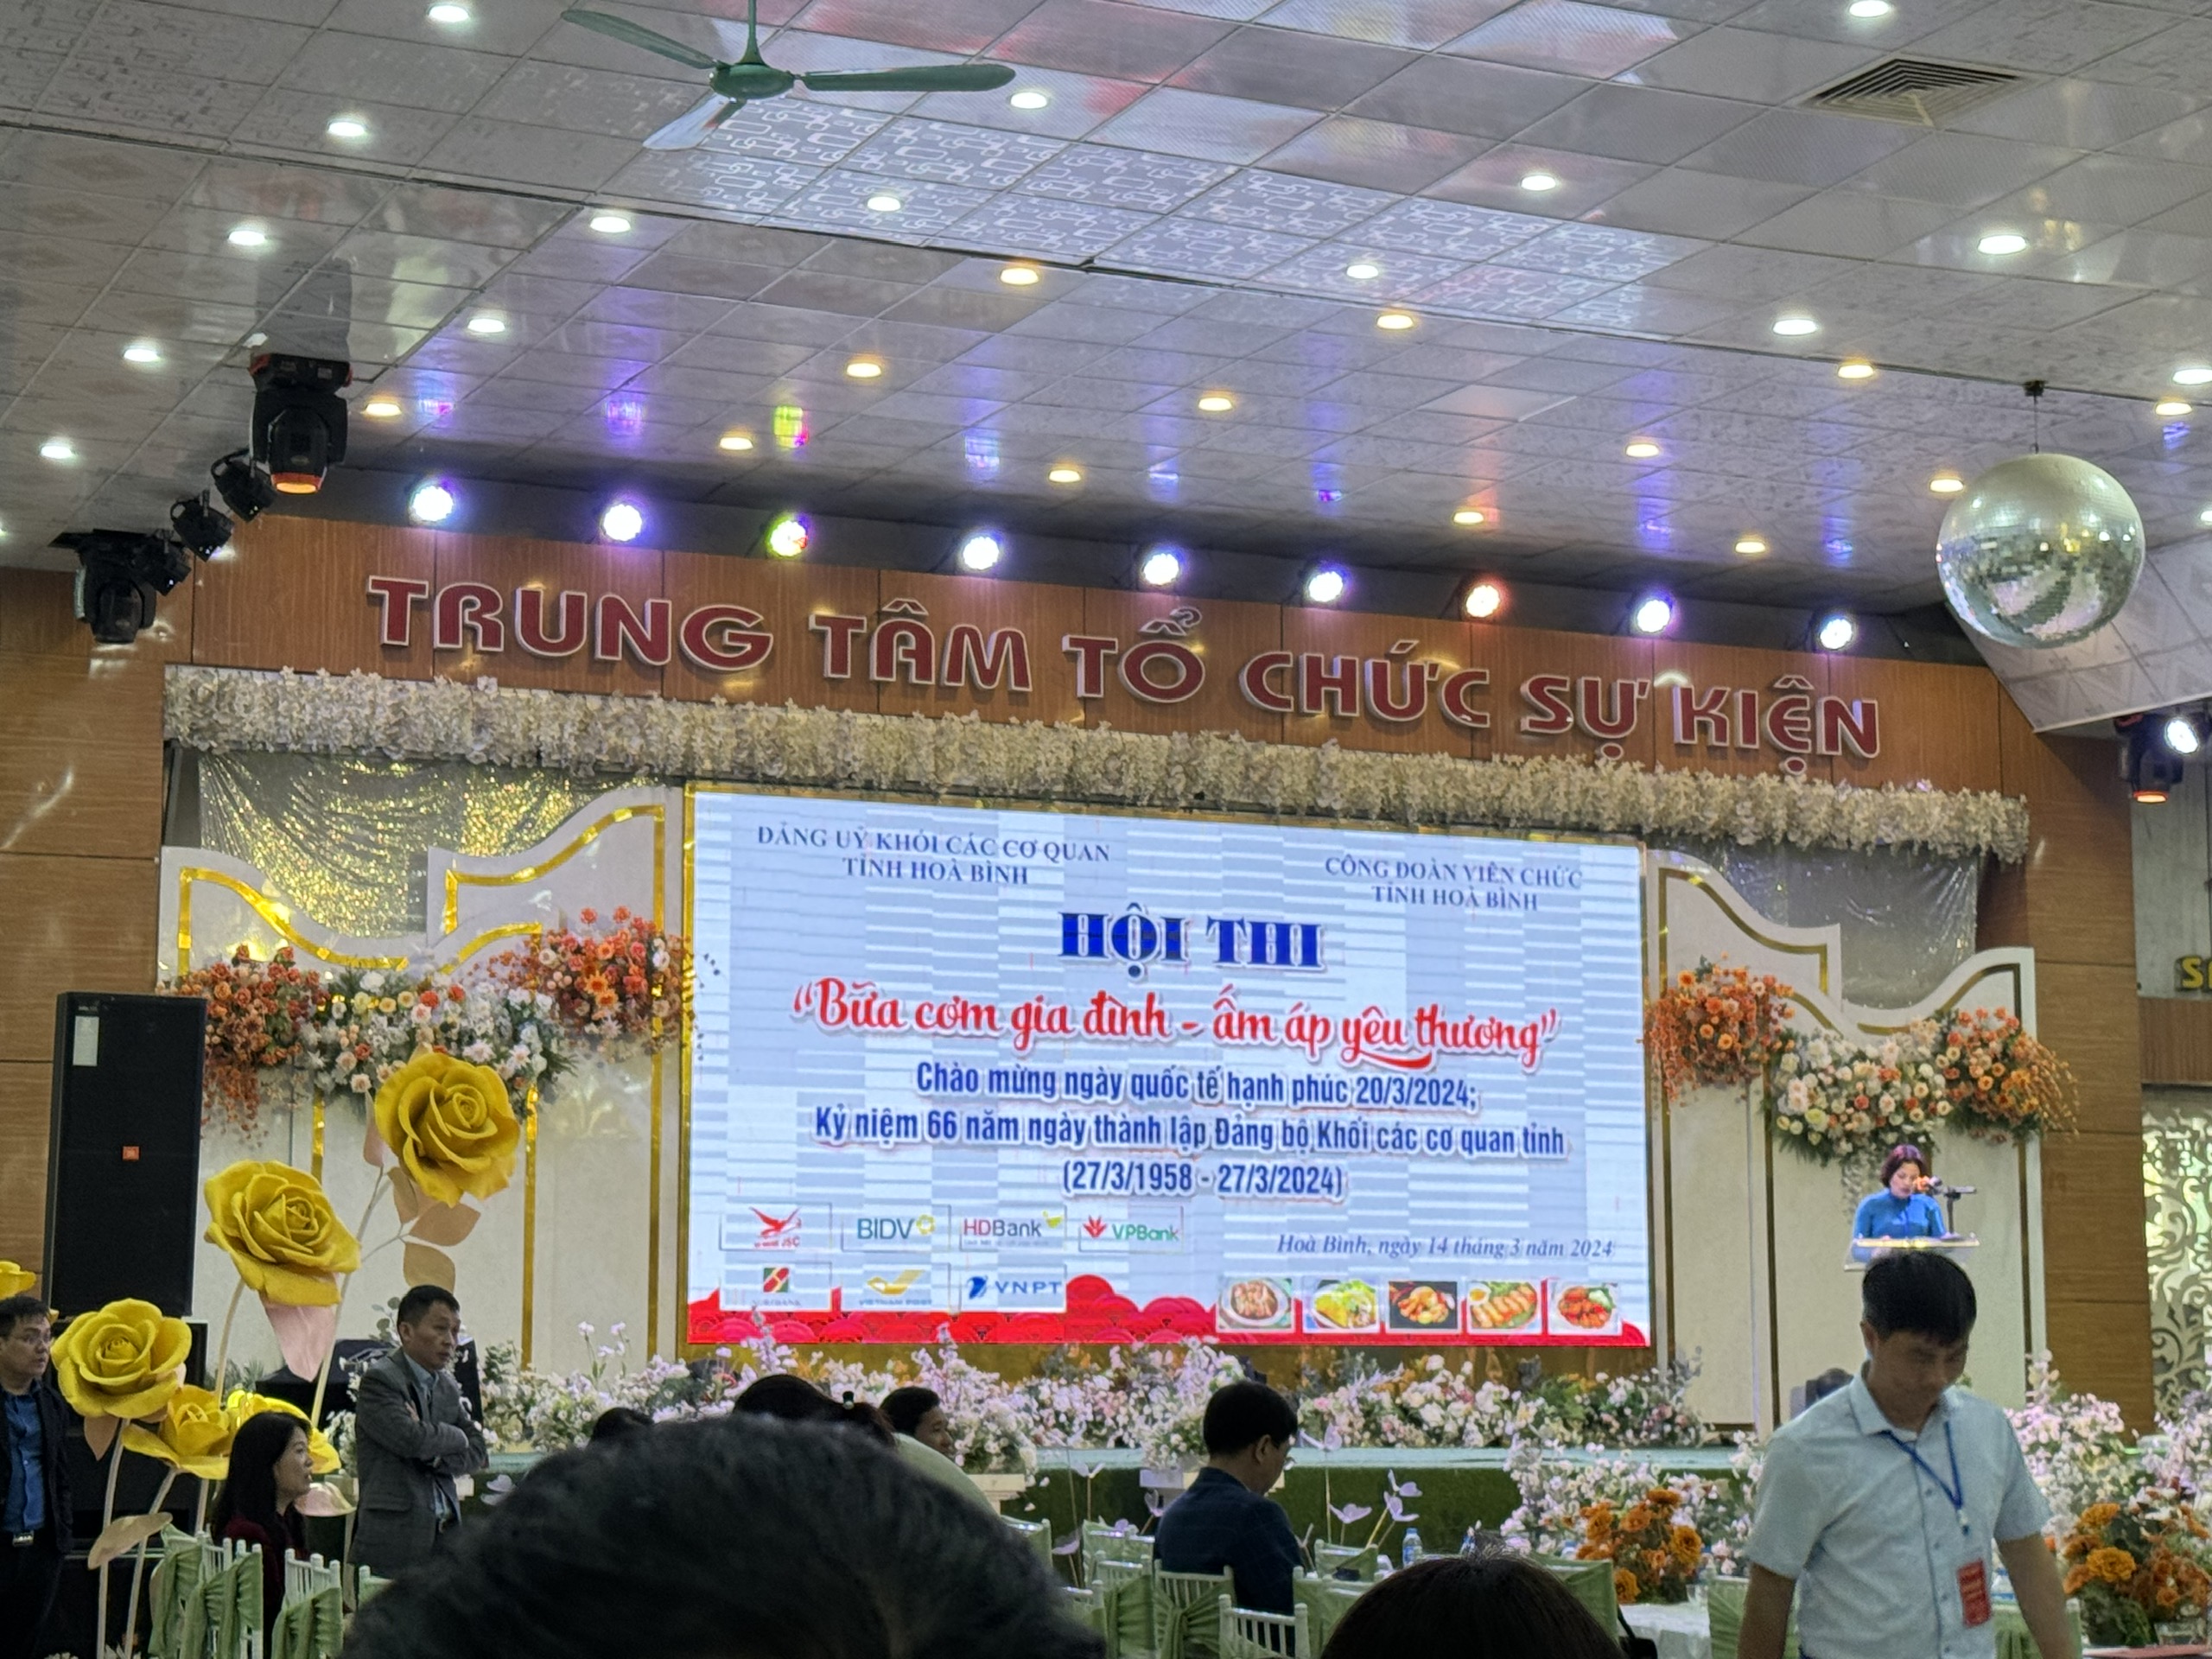 TRUNG TÂM TỔ CHỨC SỰ KIỆN
ĐẢNG UỶ KHỐI CÁC CƠ QUAN
TỈNH HOÀ BÌNH
CÔNG ĐOÀN VIÊN CHỨC
TỈNH HOÀ BÌNH
HỘI THI
“Bữa cơm gia đình - ấm áp yêu thương”
Chào mừng ngày quốc tế hạnh phúc 20/3/2024;
Kỷ niệm 66 năm ngày thành lập Đảng bộ Khối các cơ quan tỉnh
(27/3/1958 - 27/3/2024)
BIDV
HDBank
VPBank
Hoà Bình, ngày 14 tháng 3 năm 2024
VNPT